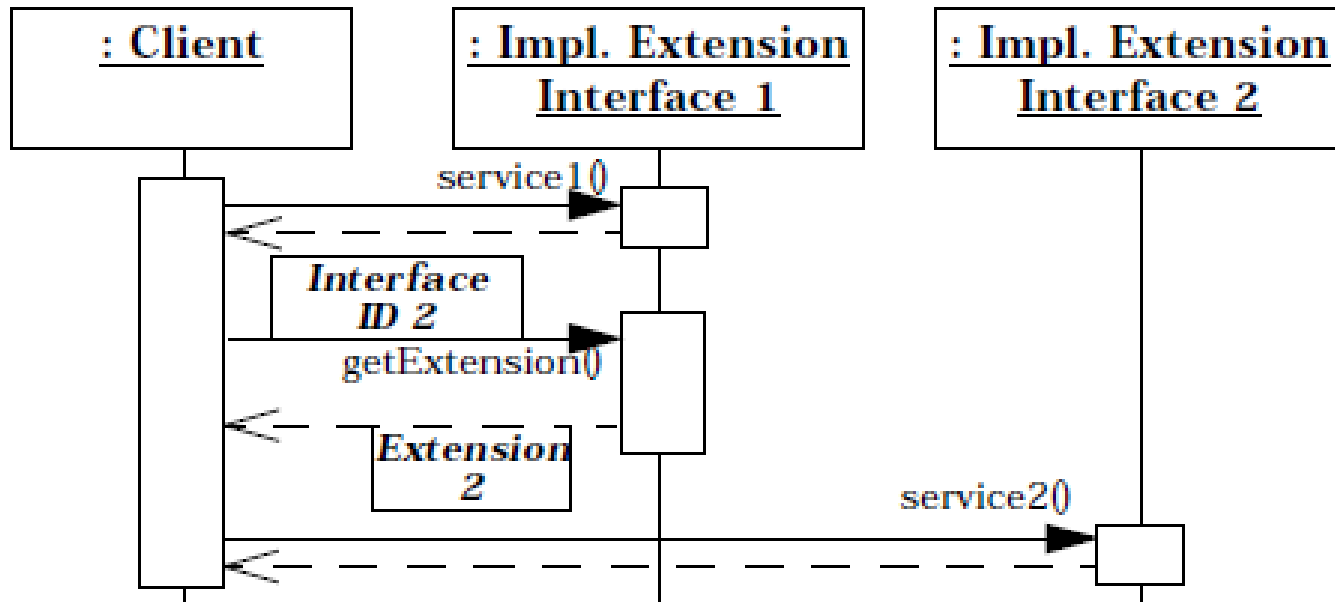 : Client
: Impl. Extension
Interface 1
: Impl. Extension
Interface 2
service1()
Interface
ID 2
getExtension()
Extension
2
service2()